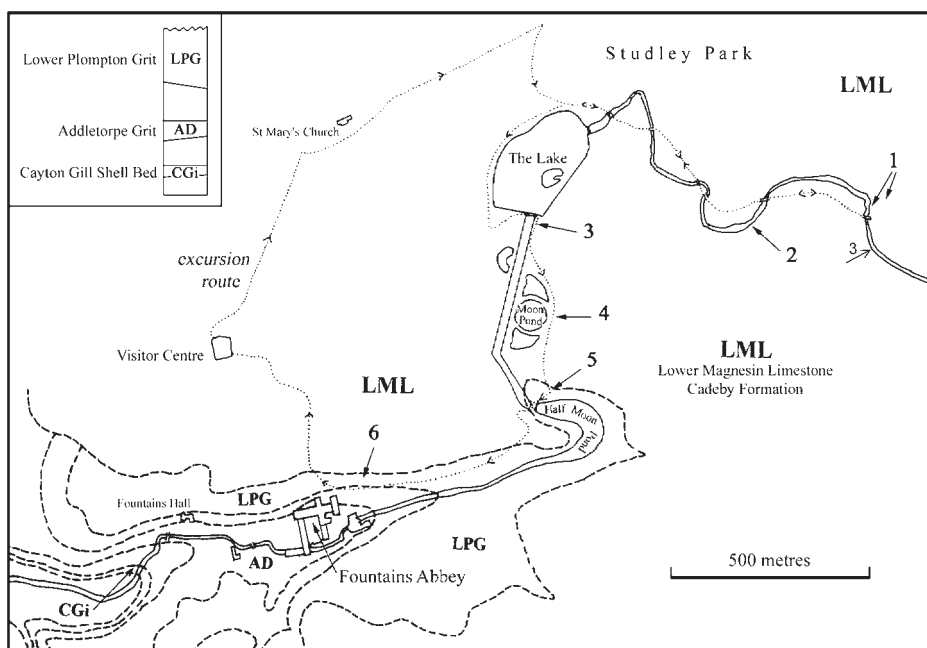 Lower Plompton Grit LPG
Addletorpe Grit AD
Cayton Gill Shell Bed CGi
Studley Park
LML
St Mary's Church
The Lake
1
3
2
3
excursion
route
Moon
Pond
4
Visitor Centre
LML
Lower Magnesin Limestone
Cadeby Formation
5
LML
Half Moon
Pond
6
LPG
Fountains Hall
LPG
AD
Fountains Abbey
500 metres
CGi